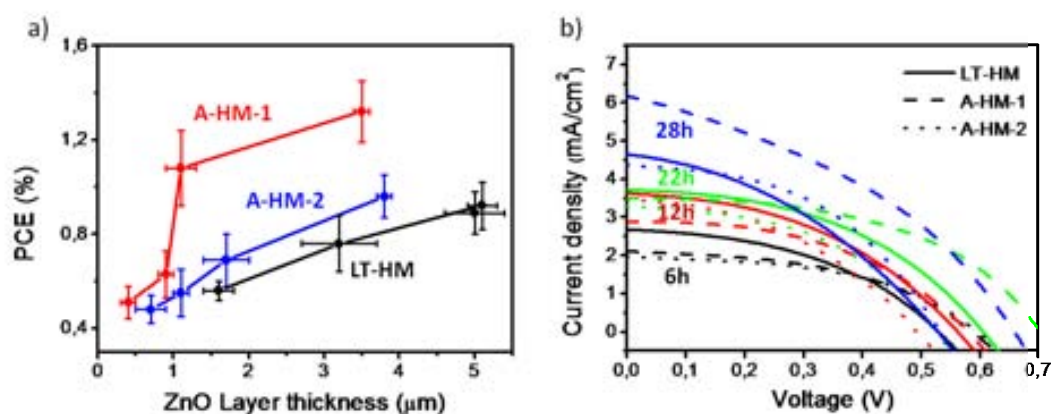 a)
1,6
1,2
0,8
0,4
PCE (%)
A-HM-1
A-HM-2
LT-HM
0 1 2 3 4 5
ZnO Layer thickness (μm)
b)
7
6
5
4
3
2
1
0
Current density (mA/cm²)
LT-HM
A-HM-1
A-HM-2
28h
22h
12h
6h
0,0 0,1 0,2 0,3 0,4 0,5 0,6 0,7
Voltage (V)